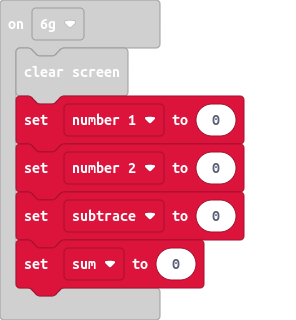 on 6g
clear screen
set number 1 to 0
set number 2 to 0
set subtrace to 0
set sum to 0